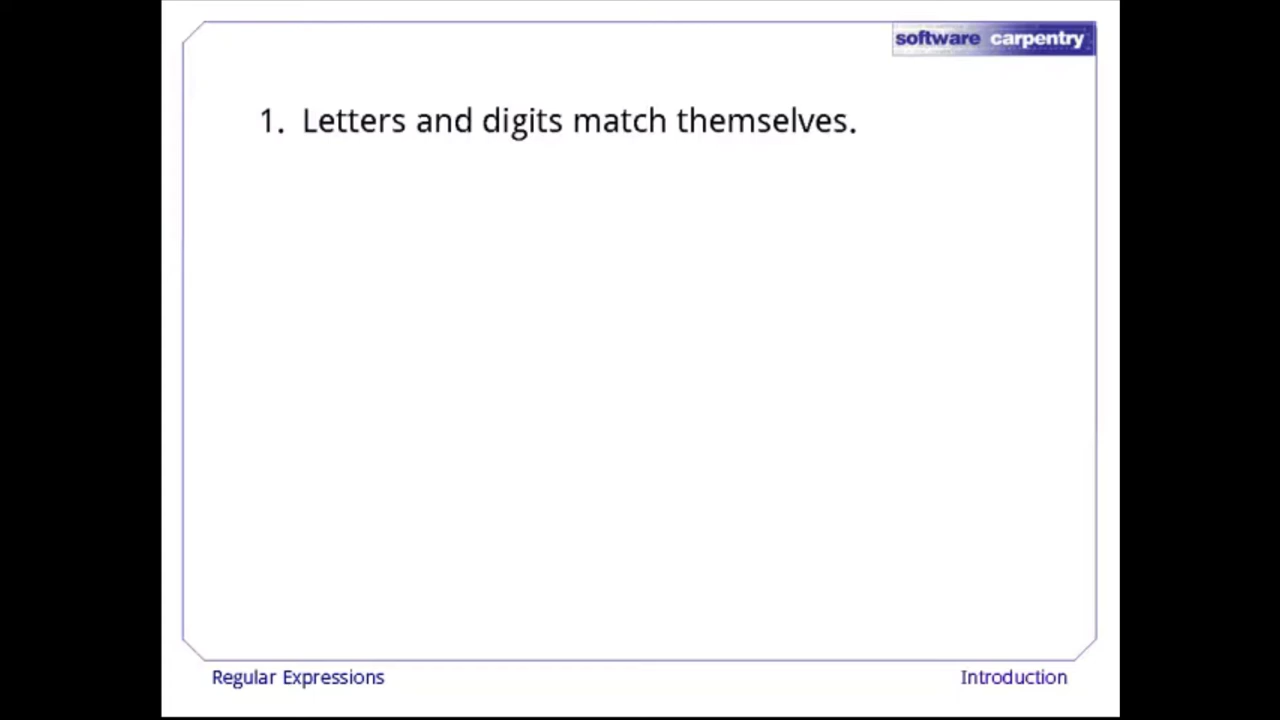 software carpentry
1. Letters and digits match themselves.
Regular Expressions
Introduction